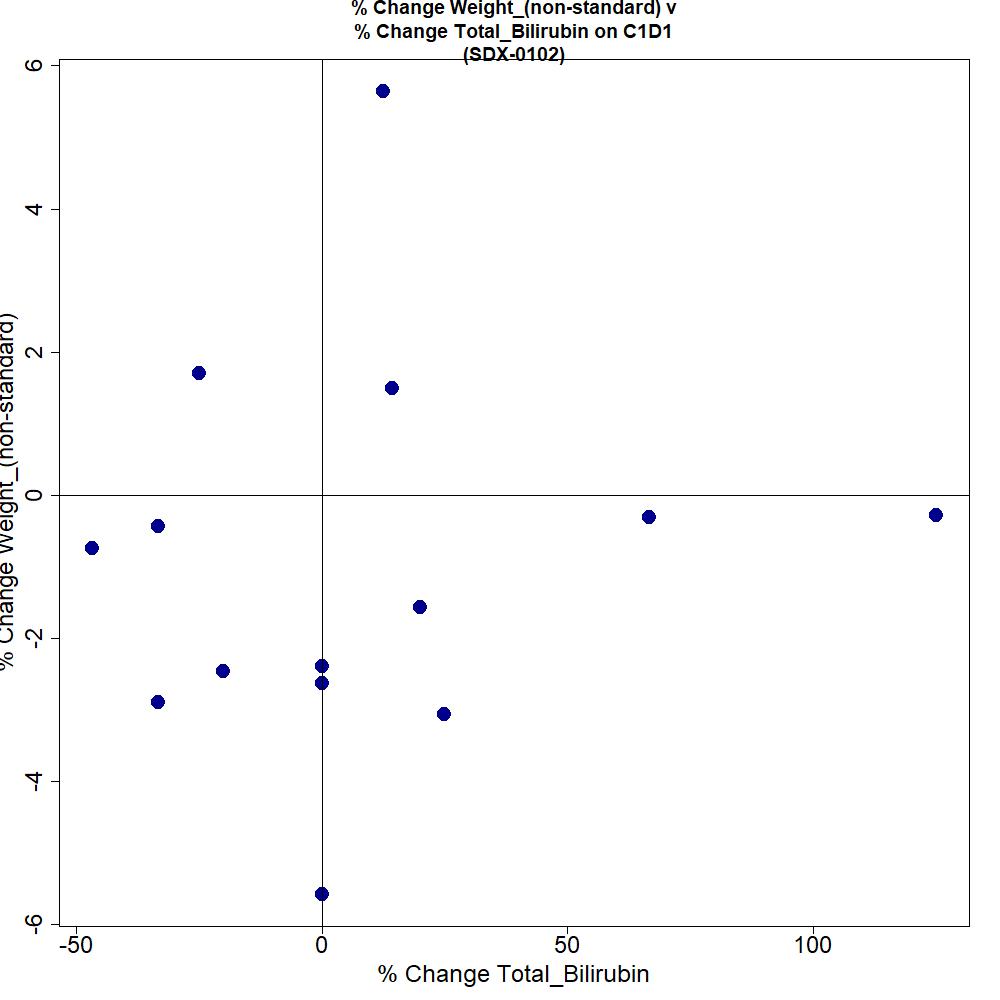 % Change Weight_(non-standard) v
% Change Total_Bilirubin on C1D1
(SDX-0102)
6
4
2
0
-2
-4
-6
% Change Weight_(non-standard)
-50
0
50
100
% Change Total_Bilirubin